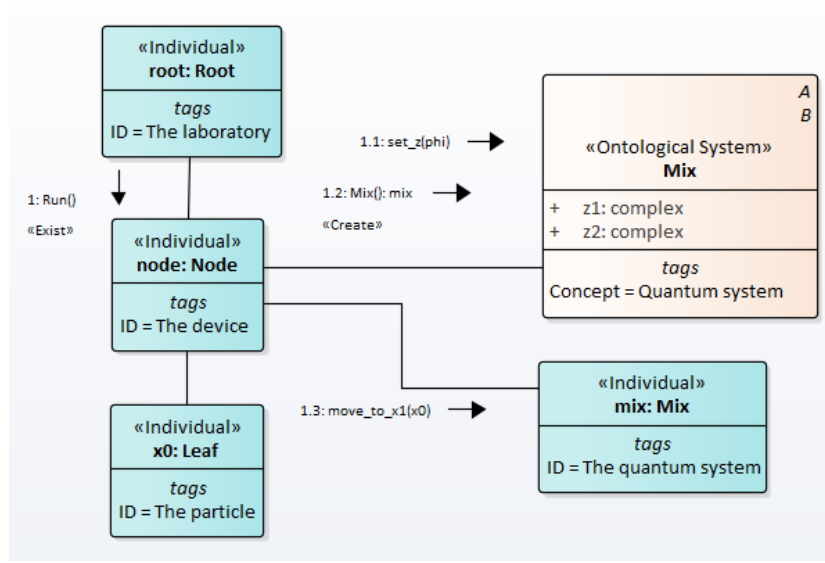 «Individual»
root: Root
tags
ID = The laboratory
1: Run()
«Exist»
«Individual»
node: Node
tags
ID = The device
«Individual»
x0: Leaf
tags
ID = The particle
1.1: set_z(phi)
1.2: Mix(): mix
«Create»
A
B
«Ontological System»
Mix
+ z1: complex
+ z2: complex
tags
Concept = Quantum system
1.3: move_to_x1(x0)
«Individual»
mix: Mix
tags
ID = The quantum system